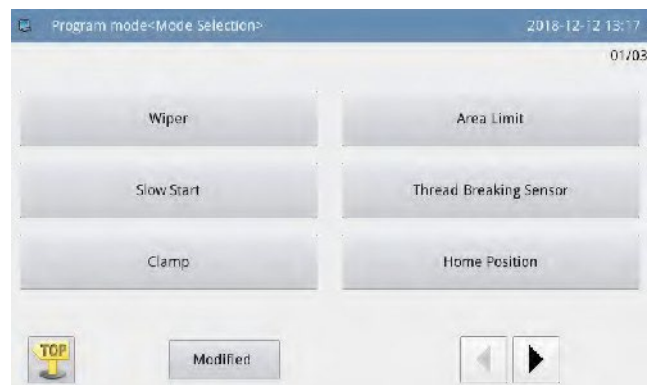 Program mode<Mode Selection> 2018-12-12 13:17
01/03
Wiper Area Limit
Slow Start Thread Breaking Sensor
Clamp Home Position
TOP Modified